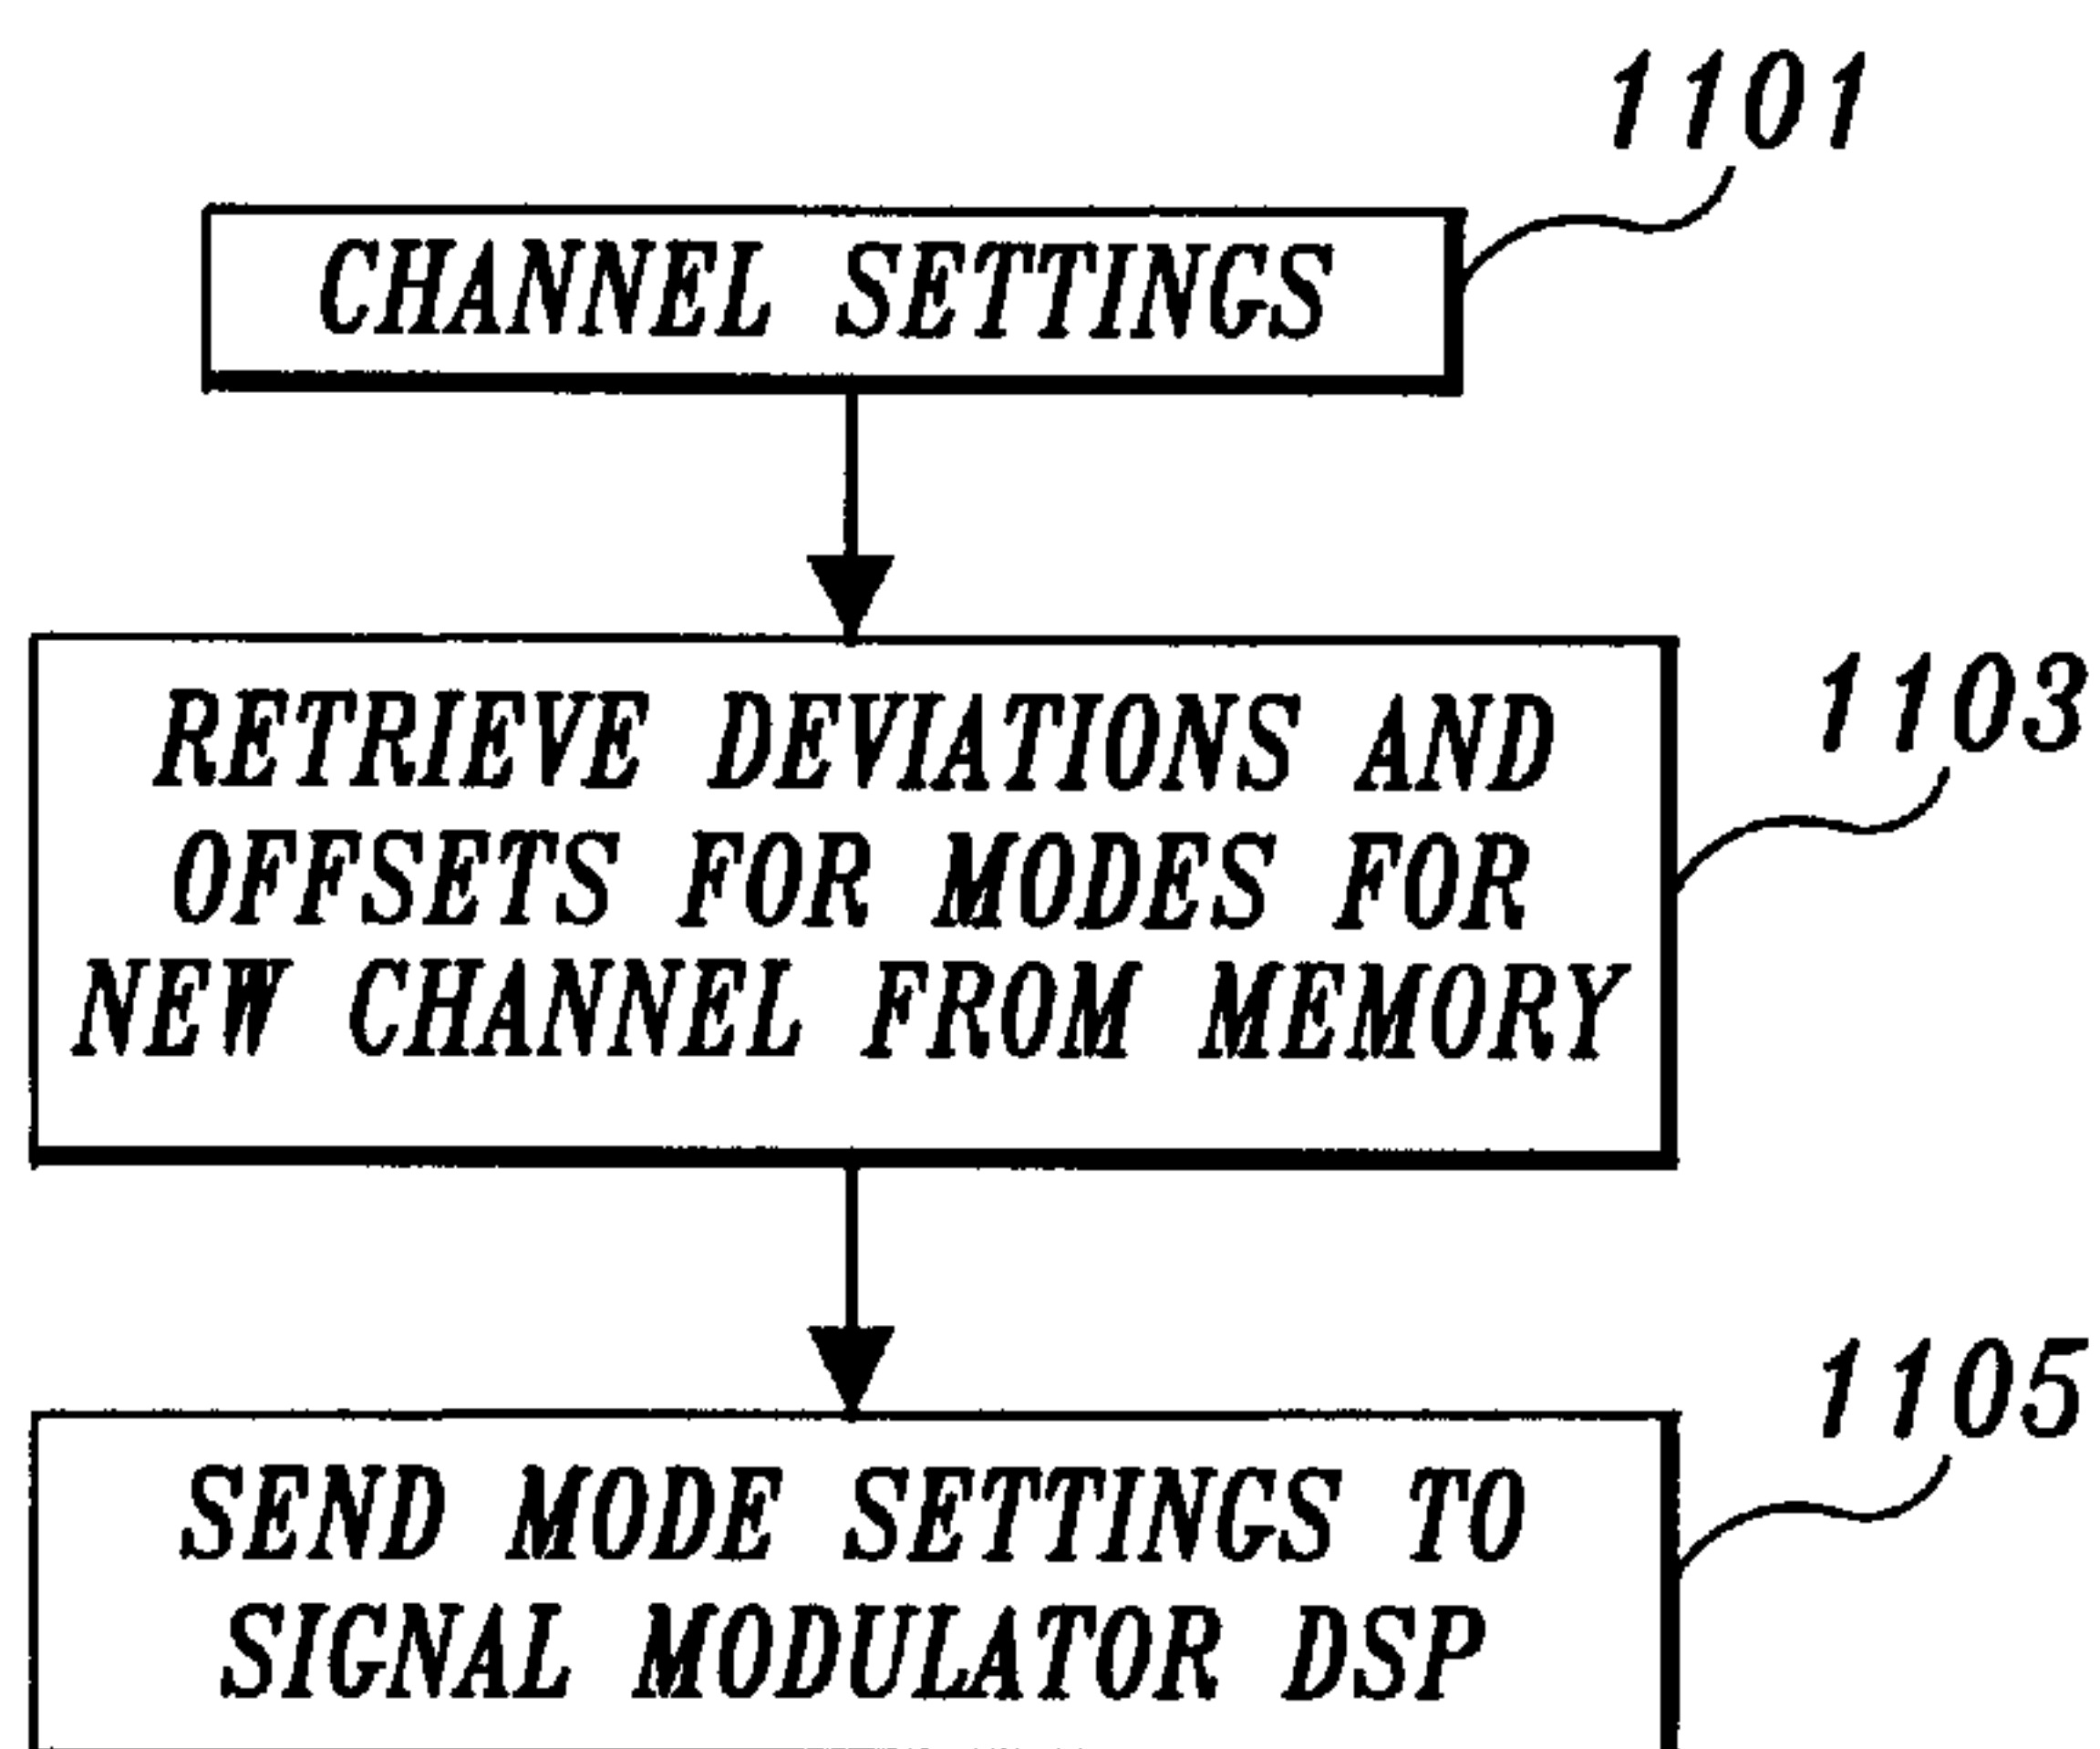 1101
CHANNEL SETTINGS
1103
RETRIEVE DEVIATIONS AND
OFFSETS FOR MODES FOR
NEW CHANNEL FROM MEMORY
1105
SEND MODE SETTINGS TO
SIGNAL MODULATOR DSP